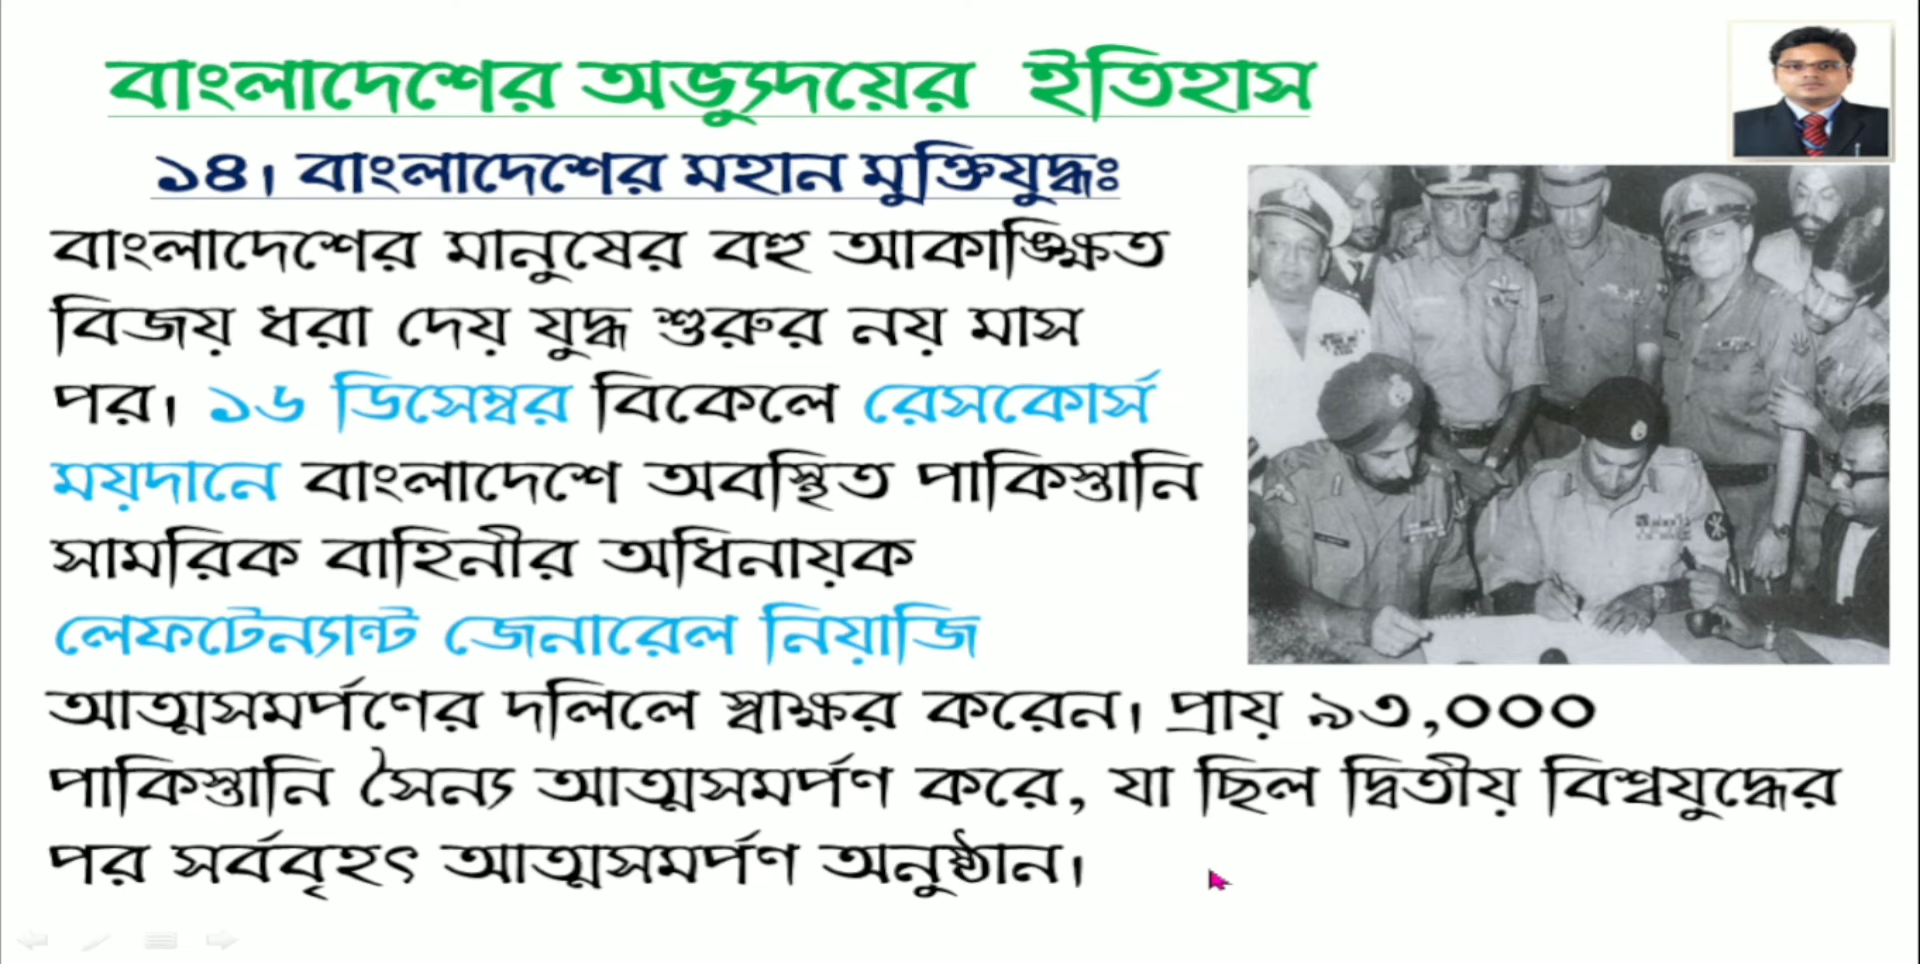 বাংলাদেশের অভ্যুদয়ের ইতিহাস
১৪। বাংলাদেশের মহান মুক্তিযুদ্ধঃ
বাংলাদেশের মানুষের বহু আকাঙ্ক্ষিত
বিজয় ধরা দেয় যুদ্ধ শুরুর নয় মাস
পর। ১৬ ডিসেম্বর বিকেলে রেসকোর্স
ময়দানে বাংলাদেশে অবস্থিত পাকিস্তানি
সামরিক বাহিনীর অধিনায়ক
লেফটেন্যান্ট জেনারেল নিয়াজি
আত্মসমর্পণের দলিলে স্বাক্ষর করেন। প্রায় ৯৩,০০০
পাকিস্তানি সৈন্য আত্মসমর্পণ করে, যা ছিল দ্বিতীয় বিশ্বযুদ্ধের
পর সর্ববৃহৎ আত্মসমর্পণ অনুষ্ঠান।